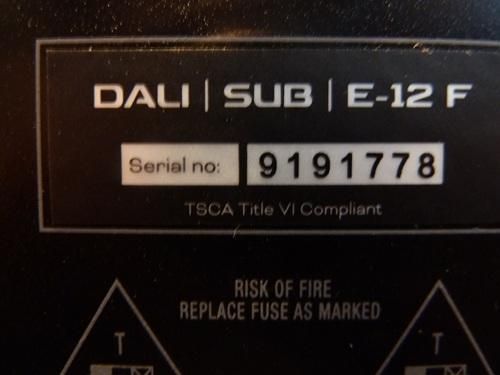 DALI | SUB | E-12 F
Serial no: 9191778
TSCA Title VI Compliant
RISK OF FIRE
REPLACE FUSE AS MARKED
T T